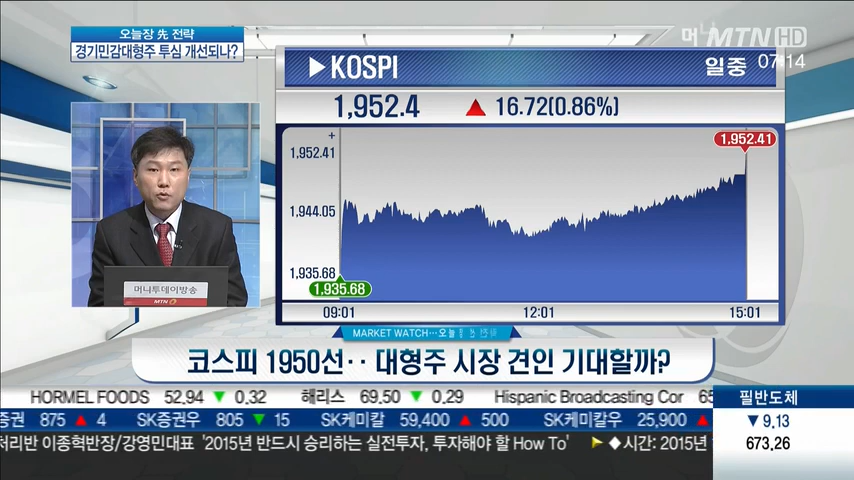 오늘장 先 전략
경기민감대형주 투심 개선되나?
머니 MTN HD
07:14
KOSPI
일중
1,952.4 ▲ 16.72(0.86%)
+
1,952.41
1,952.41
1,944.05
1,935.68
1,935.68
09:01 12:01 15:01
머니투데이방송
MTN
MARKET WATCH…오늘
코스피 1950선‥ 대형주 시장 견인 기대할까?
HORMEL FOODS 52,94 ▼ 0,32 해리스 69,50 ▼ 0,29 Hispanic Broadcasting Cor 65
필반도체
증권 875 ▲ 4 SK증권우 805 ▼ 15 SK케미칼 59,400 ▲ 500 SK케미칼우 25,900 ▲
▼ 9.13
673.26
처리반 이종혁반장/강영민대표 '2015년 반드시 승리하는 실전투자, 투자해야 할 How To' ➤ ◆시간: 2015년